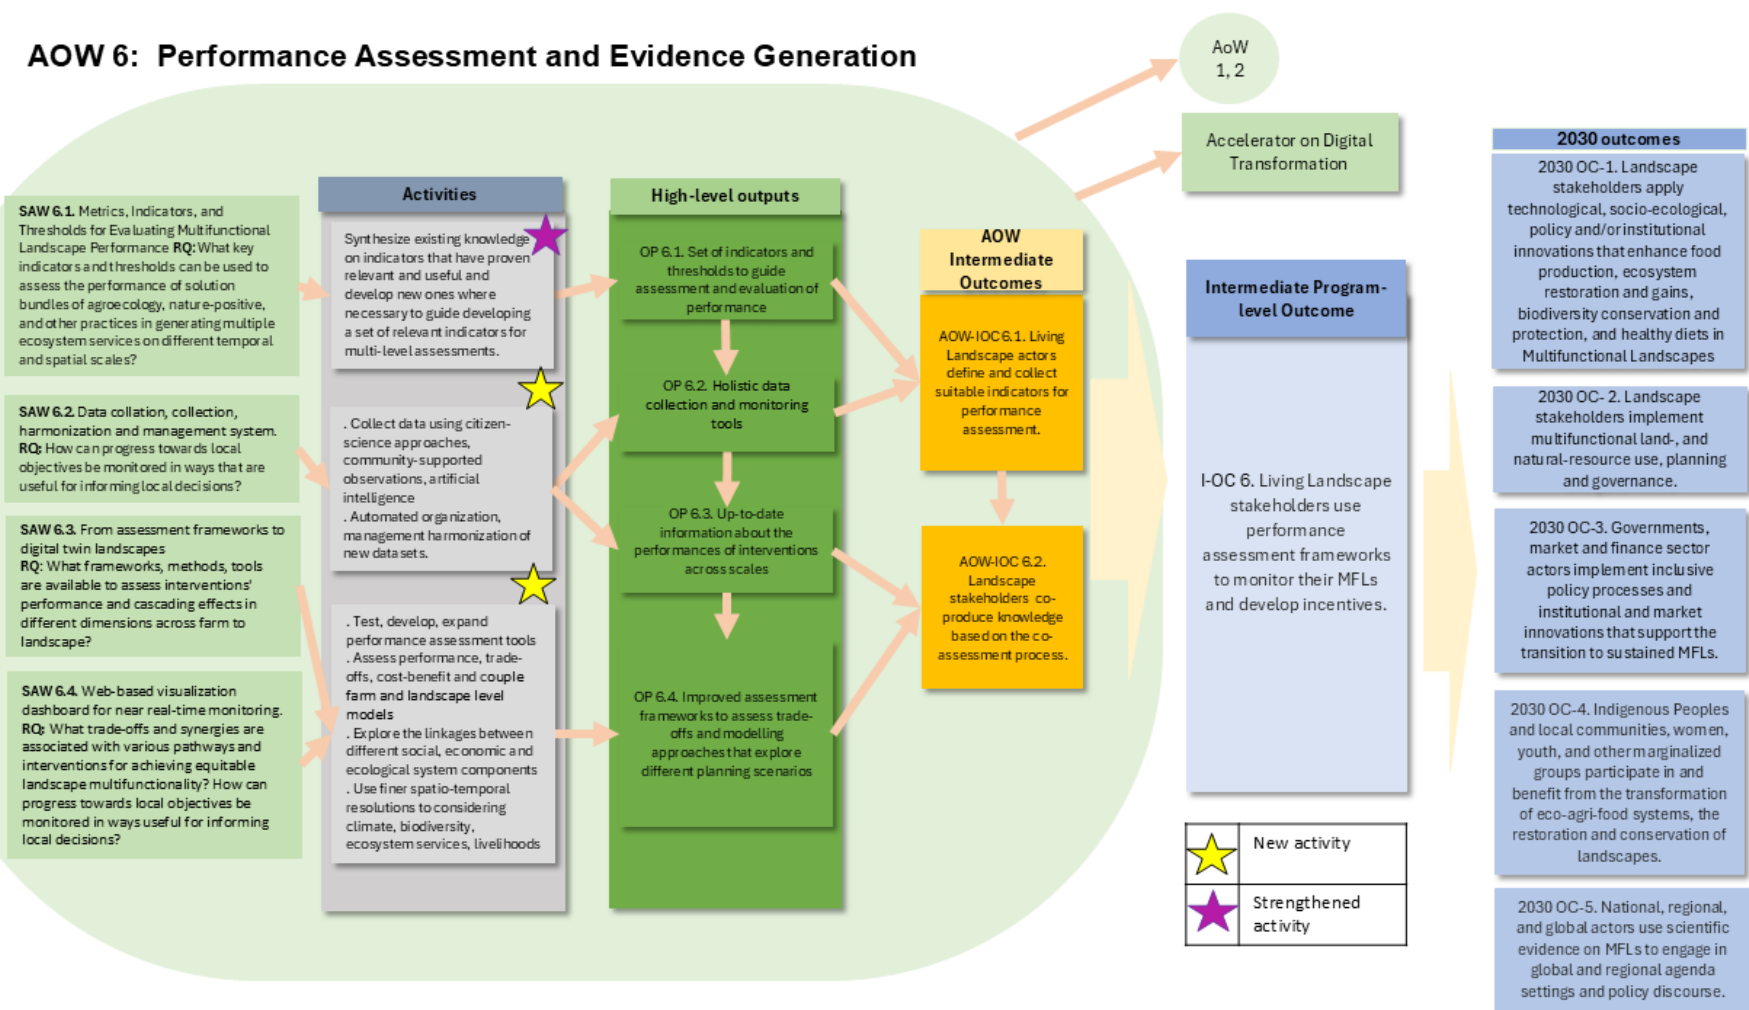 AOW 6:  Performance Assessment and Evidence Generation
AoW
1, 2
Accelerator on Digital
Transformation
SAW 6.1. Metrics, Indicators, and
Thresholds for Evaluating Multifunctional
Landscape Performance RQ: What key
indicators and thresholds can be used to
assess the performance of solution
bundles of agroecology, nature-positive,
and other practices in generating multiple
ecosystem services on different temporal
and spatial scales?
SAW 6.2. Data collation, collection,
harmonization and management system.
RQ: How can progress towards local
objectives be monitored in ways that are
useful for informing local decisions?
SAW 6.3. From assessment frameworks to
digital twin landscapes
RQ: What frameworks, methods, tools
are available to assess interventions'
performance and cascading effects in
different dimensions across farm to
landscape?
SAW 6.4. Web-based visualization
dashboard for near real-time monitoring.
RQ: What trade-offs and synergies are
associated with various pathways and
interventions for achieving equitable
landscape multifunctionality? How can
progress towards local objectives be
monitored in ways useful for informing
local decisions?
Activities
Synthesize existing knowledge
on indicators that have proven
relevant and useful and
develop new ones where
necessary to guide developing
a set of relevant indicators for
multi-level assessments.
. Collect data using citizen-
science approaches,
community-supported
observations, artificial
intelligence
. Automated organization,
management harmonization of
new data sets.
. Test, develop, expand
performance assessment tools
. Assess performance, trade-
offs, cost-benefit and couple
farm and landscape level
models
. Explore the linkages between
different social, economic and
ecological system components
. Use finer spatio-temporal
resolutions to considering
climate, biodiversity,
ecosystem services, livelihoods
High-level outputs
OP 6.1. Set of indicators and
thresholds to guide
assessment and evaluation of
performance
OP 6.2. Holistic data
collection and monitoring
tools
OP 6.3. Up-to-date
information about the
performances of interventions
across scales
OP 6.4. Improved assessment
frameworks to assess trade-
offs and modelling
approaches that explore
different planning scenarios
AOW
Intermediate
Outcomes
AOW-IOC 6.1. Living
Landscape actors
define and collect
suitable indicators for
performance
assessment.
AOW-IOC 6.2.
Landscape
stakeholders co-
produce knowledge
based on the co-
assessment process.
Intermediate Program-
level Outcome
I-OC 6. Living Landscape
stakeholders use
performance
assessment frameworks
to monitor their MFLs
and develop incentives.
New activity
Strengthened
activity
2030 outcomes
2030 OC-1. Landscape
stakeholders apply
technological, socio-ecological,
policy and/or institutional
innovations that enhance food
production, ecosystem
restoration and gains,
biodiversity conservation and
protection, and healthy diets in
Multifunctional Landscapes
2030 OC- 2. Landscape
stakeholders implement
multifunctional land-, and
natural-resource use, planning
and governance.
2030 OC-3. Governments,
market and finance sector
actors implement inclusive
policy processes and
institutional and market
innovations that support the
transition to sustained MFLs.
2030 OC-4. Indigenous Peoples
and local communities, women,
youth, and other marginalized
groups participate in and
benefit from the transformation
of eco-agri-food systems, the
restoration and conservation of
landscapes.
2030 OC-5. National, regional,
and global actors use scientific
evidence on MFLs to engage in
global and regional agenda
settings and policy discourse.